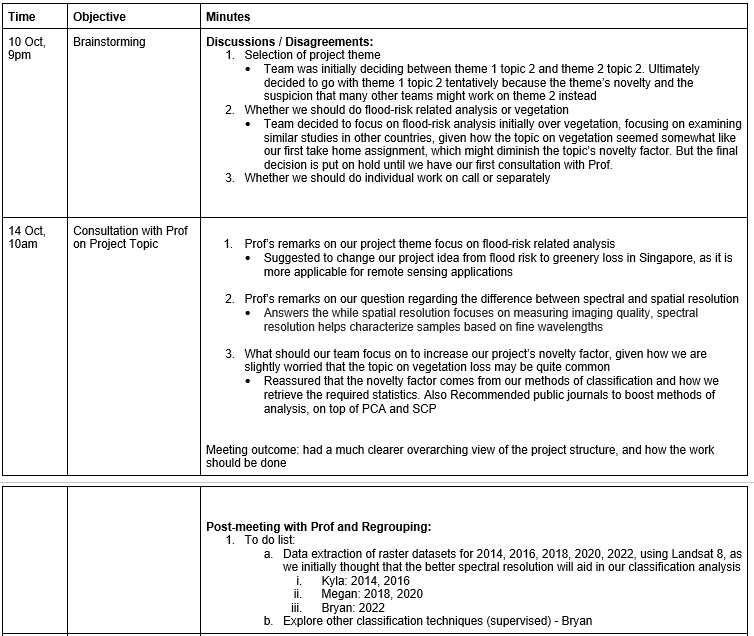 Time Objective Minutes
10 Oct, 9pm
Brainstorming
Discussions / Disagreements:
1. Selection of project theme
• Team was initially deciding between theme 1 topic 2 and theme 2 topic 2. Ultimately
decided to go with theme 1 topic 2 tentatively because the theme's novelty and the
suspicion that many other teams might work on theme 2 instead
2. Whether we should do flood-risk related analysis or vegetation
• Team decided to focus on flood-risk analysis initially over vegetation, focusing on examining
similar studies in other countries, given how the topic on vegetation seemed somewhat like
our first take home assignment, which might diminish the topic's novelty factor. But the final
decision is put on hold until we have our first consultation with Prof.
3. Whether we should do individual work on call or separately
14 Oct,
10am
Consultation with Prof
on Project Topic
1. Prof's remarks on our project theme focus on flood-risk related analysis
• Suggested to change our project idea from flood risk to greenery loss in Singapore, as it is
more applicable for remote sensing applications
2. Prof's remarks on our question regarding the difference between spectral and spatial resolution
• Answers the while spatial resolution focuses on measuring imaging quality, spectral
resolution helps characterize samples based on fine wavelengths
3. What should our team focus on to increase our project's novelty factor, given how we are
slightly worried that the topic on vegetation loss may be quite common
• Reassured that the novelty factor comes from our methods of classification and how we
retrieve the required statistics. Also Recommended public journals to boost methods of
analysis, on top of PCA and SCP
Meeting outcome: had a much clearer overarching view of the project structure, and how the work
should be done
Post-meeting with Prof and Regrouping:
1. To do list:
a. Data extraction of raster datasets for 2014, 2016, 2018, 2020, 2022, using Landsat 8, as
we initially thought that the better spectral resolution will aid in our classification analysis
i. Kyla: 2014, 2016
ii. Megan: 2018, 2020
iii. Bryan: 2022
b. Explore other classification techniques (supervised) - Bryan